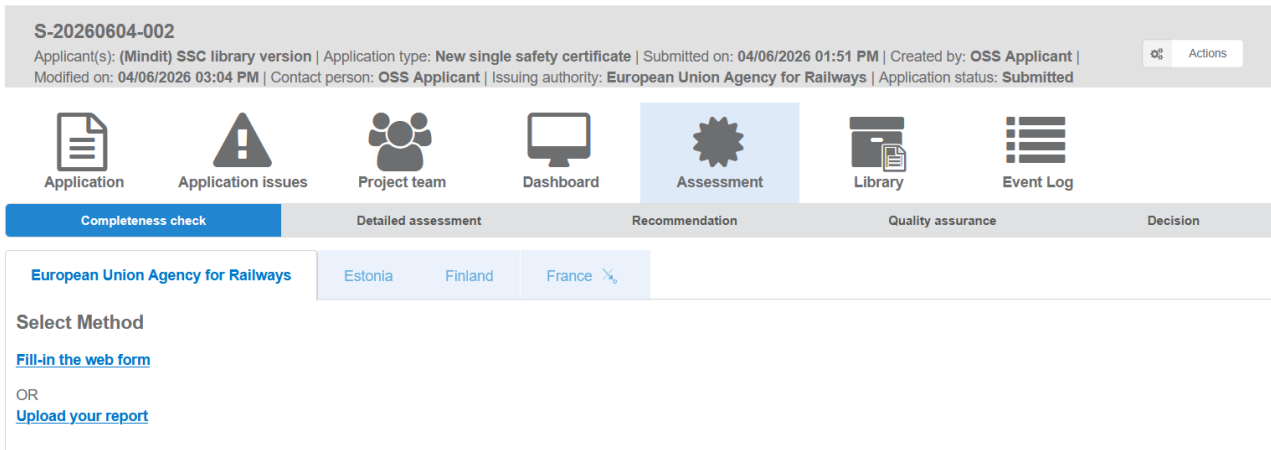 S-20260604-002
Applicant(s): (Mindit) SSC library version | Application type: New single safety certificate | Submitted on: 04/06/2026 01:51 PM | Created by: OSS Applicant |
Modified on: 04/06/2026 03:04 PM | Contact person: OSS Applicant | Issuing authority: European Union Agency for Railways | Application status: Submitted
Actions
Application Application issues Project team Dashboard Assessment Library Event Log
Completeness check Detailed assessment Recommendation Quality assurance Decision
European Union Agency for Railways Estonia Finland France
Select Method
Fill-in the web form
OR
Upload your report